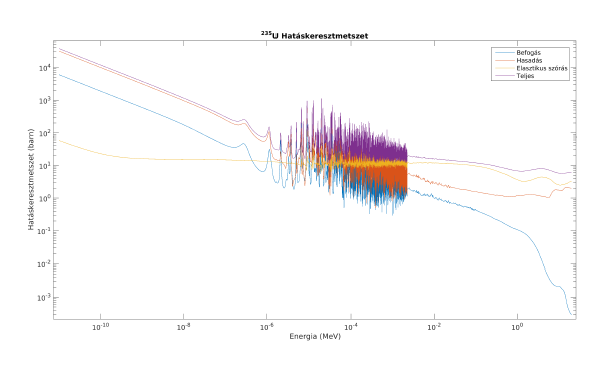 ²³⁵U Hatáskeresztmetszet
Befogás
Hasadás
Elasztikus szórás
Teljes
Hatáskeresztmetszet (barn)
10⁴
10³
10²
10¹
10⁰
10⁻¹
10⁻²
10⁻³
10⁻¹⁰
10⁻⁸
10⁻⁶
10⁻⁴
10⁻²
10⁰
Energia (MeV)